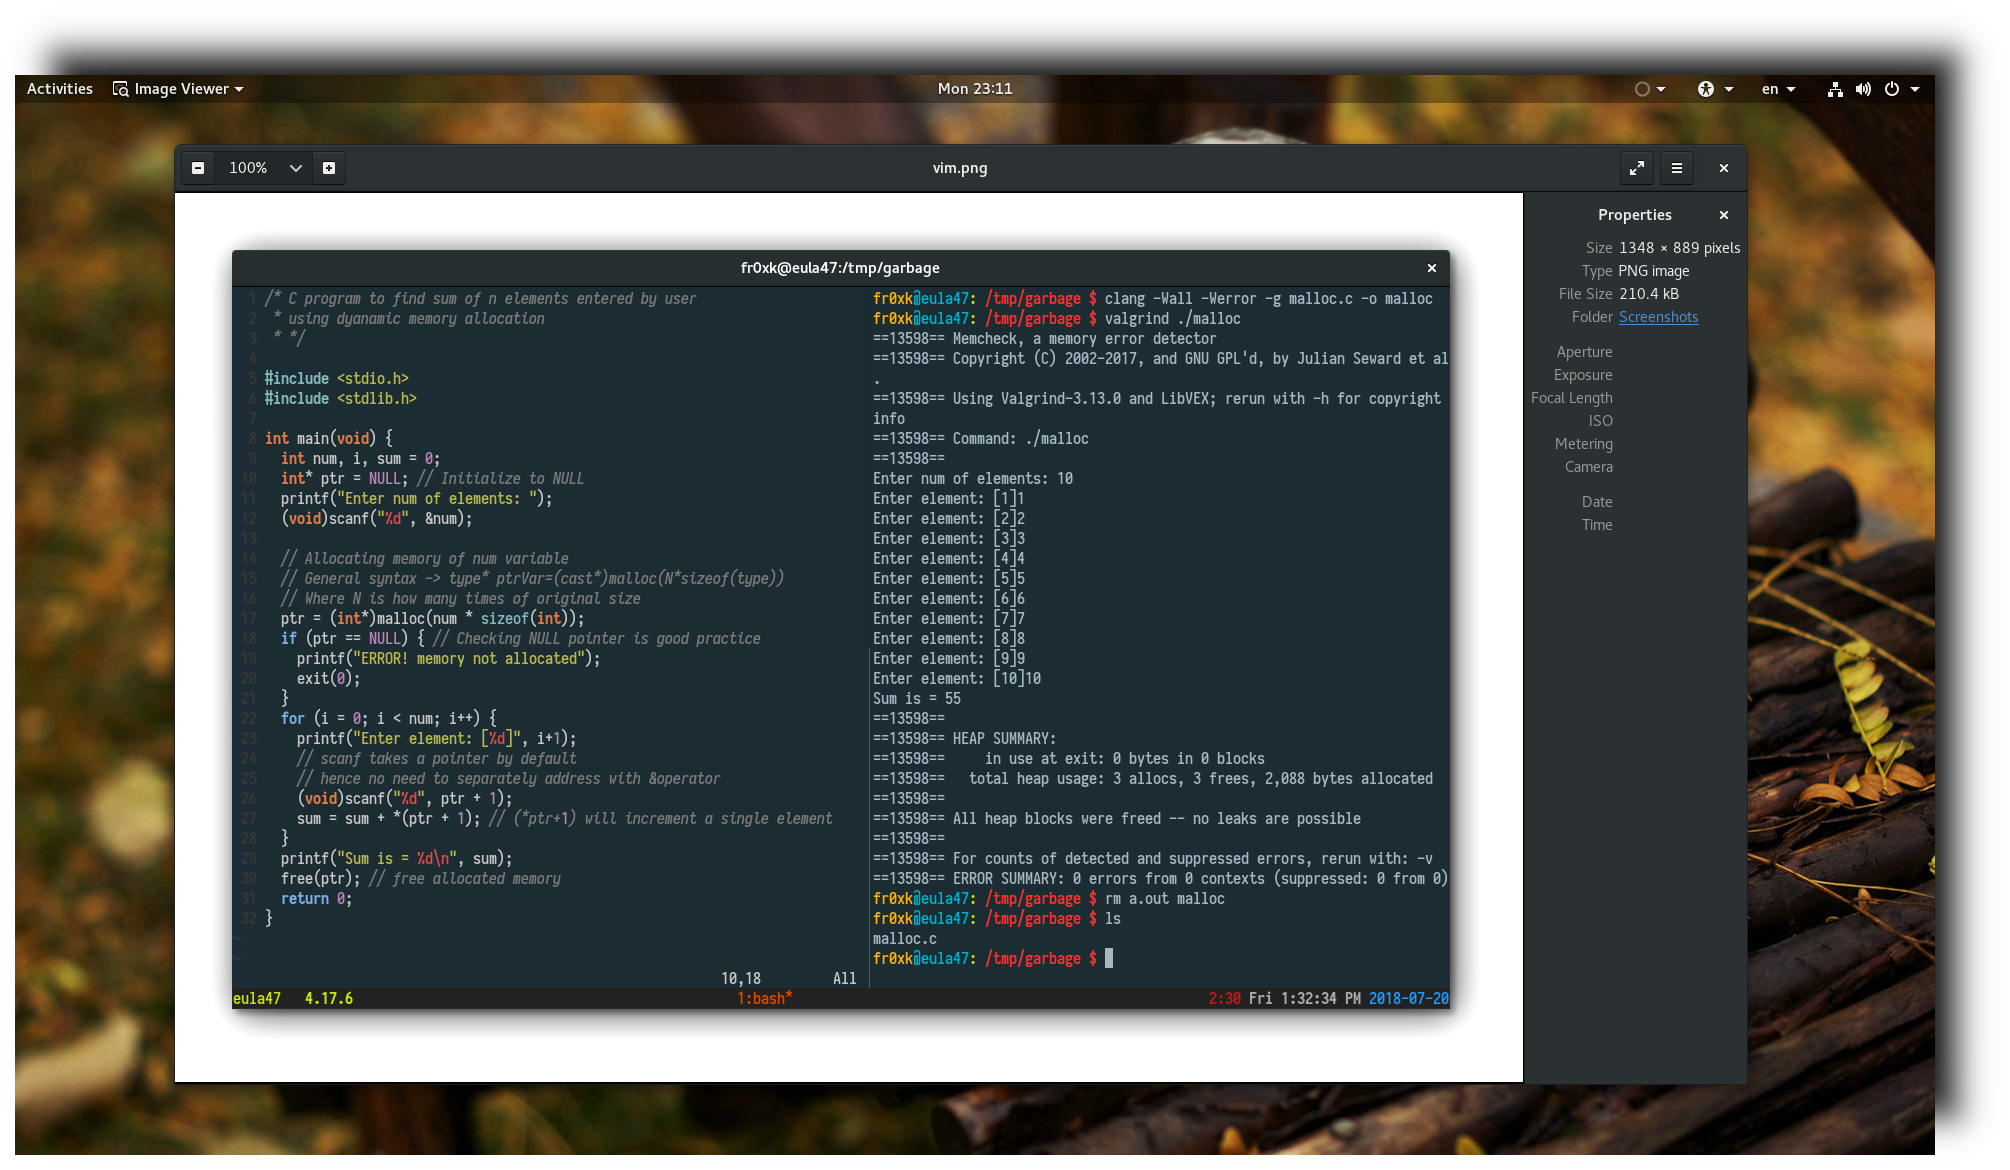 Activities Image Viewer Mon 23:11 en
100% vim.png
Properties
Size 1348 × 889 pixels
Type PNG image
File Size 210.4 kB
Folder Screenshots
Aperture
Exposure
Focal Length
ISO
Metering
Camera
Date
Time
fr0xk@eula47:/tmp/garbage
1 /* C program to find sum of n elements entered by user
2  * using dyanamic memory allocation
3  * */
4
5 #include <stdio.h>
6 #include <stdlib.h>
7
8 int main(void) {
9   int num, i, sum = 0;
10   int* ptr = NULL; // Initialize to NULL
11   printf("Enter num of elements: ");
12   (void)scanf("%d", &num);
13
14   // Allocating memory of num variable
15   // General syntax -> type* ptrVar=(cast*)malloc(N*sizeof(type))
16   // Where N is how many times of original size
17   ptr = (int*)malloc(num * sizeof(int));
18   if (ptr == NULL) { // Checking NULL pointer is good practice
19     printf("ERROR! memory not allocated");
20     exit(0);
21   }
22   for (i = 0; i < num; i++) {
23     printf("Enter element: [%d]", i+1);
24     // scanf takes a pointer by default
25     // hence no need to separately address with &operator
26     (void)scanf("%d", ptr + 1);
27     sum = sum + *(ptr + 1); // (*ptr+1) will increment a single element
28   }
29   printf("Sum is = %d\n", sum);
30   free(ptr); // free allocated memory
31   return 0;
32 }
~
~
10,18 All
fr0xk@eula47: /tmp/garbage $ clang -Wall -Werror -g malloc.c -o malloc
fr0xk@eula47: /tmp/garbage $ valgrind ./malloc
==13598== Memcheck, a memory error detector
==13598== Copyright (C) 2002-2017, and GNU GPL'd, by Julian Seward et al
.
==13598== Using Valgrind-3.13.0 and LibVEX; rerun with -h for copyright
info
==13598== Command: ./malloc
==13598==
Enter num of elements: 10
Enter element: [1]1
Enter element: [2]2
Enter element: [3]3
Enter element: [4]4
Enter element: [5]5
Enter element: [6]6
Enter element: [7]7
Enter element: [8]8
Enter element: [9]9
Enter element: [10]10
Sum is = 55
==13598==
==13598== HEAP SUMMARY:
==13598==     in use at exit: 0 bytes in 0 blocks
==13598==   total heap usage: 3 allocs, 3 frees, 2,088 bytes allocated
==13598==
==13598== All heap blocks were freed -- no leaks are possible
==13598==
==13598== For counts of detected and suppressed errors, rerun with: -v
==13598== ERROR SUMMARY: 0 errors from 0 contexts (suppressed: 0 from 0)
fr0xk@eula47: /tmp/garbage $ rm a.out malloc
fr0xk@eula47: /tmp/garbage $ ls
malloc.c
fr0xk@eula47: /tmp/garbage $
eula47 4.17.6 1:bash* 2:30 Fri 1:32:34 PM 2018-07-20